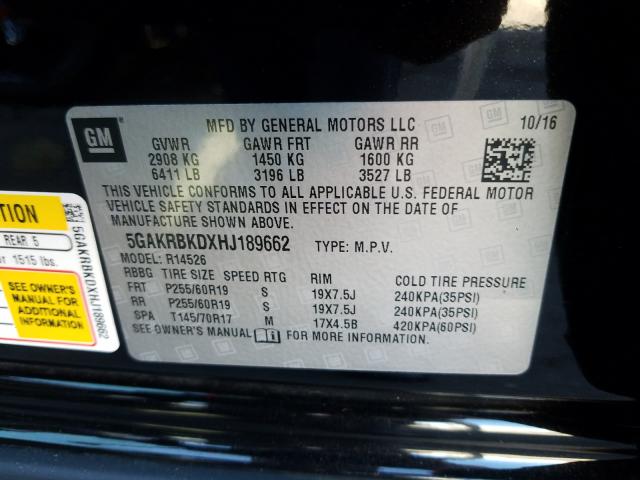 GM
MFD BY GENERAL MOTORS LLC 10/16
GVWR GAWR FRT GAWR RR
2908 KG 1450 KG 1600 KG
6411 LB 3196 LB 3527 LB
THIS VEHICLE CONFORMS TO ALL APPLICABLE U.S. FEDERAL MOTOR
VEHICLE SAFETY STANDARDS IN EFFECT ON THE DATE OF
MANUFACTURE SHOWN ABOVE.
5GAKRBKDXHJ189662 TYPE: M.P.V.
MODEL: R14526
RBBG TIRE SIZE SPEED RTG RIM COLD TIRE PRESSURE
FRT P255/60R19 S 19X7.5J 240KPA(35PSI)
RR P255/60R19 S 19X7.5J 240KPA(35PSI)
SPA T145/70R17 M 17X4.5B 420KPA(60PSI)
SEE OWNER'S MANUAL FOR MORE INFORMATION.
TION
REAR 5
or 1515 lbs.
SEE OWNER'S
MANUAL FOR
ADDITIONAL
INFORMATION
5GAKRBKDXHJ189662